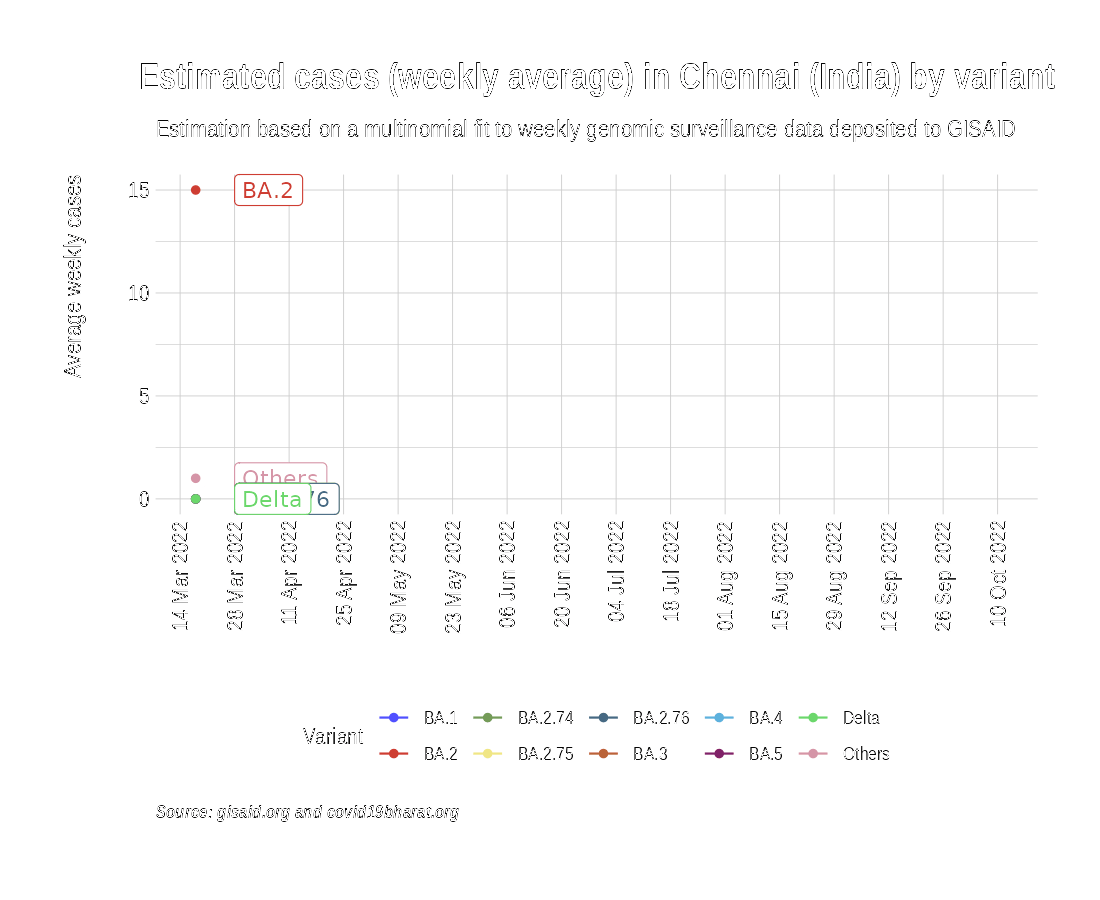 Estimated cases (weekly average) in Chennai (India) by variant
Estimation based on a multinomial fit to weekly genomic surveillance data deposited to GISAID
Average weekly cases
15
10
5
0
BA.2
Others
Delta
76
14 Mar 2022
28 Mar 2022
11 Apr 2022
25 Apr 2022
09 May 2022
23 May 2022
06 Jun 2022
20 Jun 2022
04 Jul 2022
18 Jul 2022
01 Aug 2022
15 Aug 2022
29 Aug 2022
12 Sep 2022
26 Sep 2022
10 Oct 2022
Variant
BA.1 BA.2.74 BA.2.76 BA.4 Delta
BA.2 BA.2.75 BA.3 BA.5 Others
Source: gisaid.org and covid19bharat.org